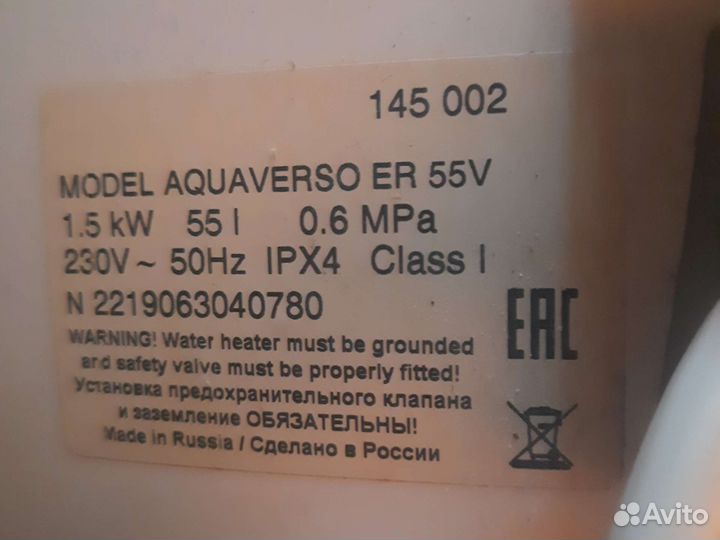 145 002
MODEL AQUAVERSO ER 55V
1.5 kW 55 l 0.6 MPa
230V ~ 50Hz IPX4 Class I
N 2219063040780
WARNING! Water heater must be grounded
and safety valve must be properly fitted!
Установка предохранительного клапана
и заземление ОБЯЗАТЕЛЬНЫ!
Made in Russia / Сделано в России
EAC
Avito